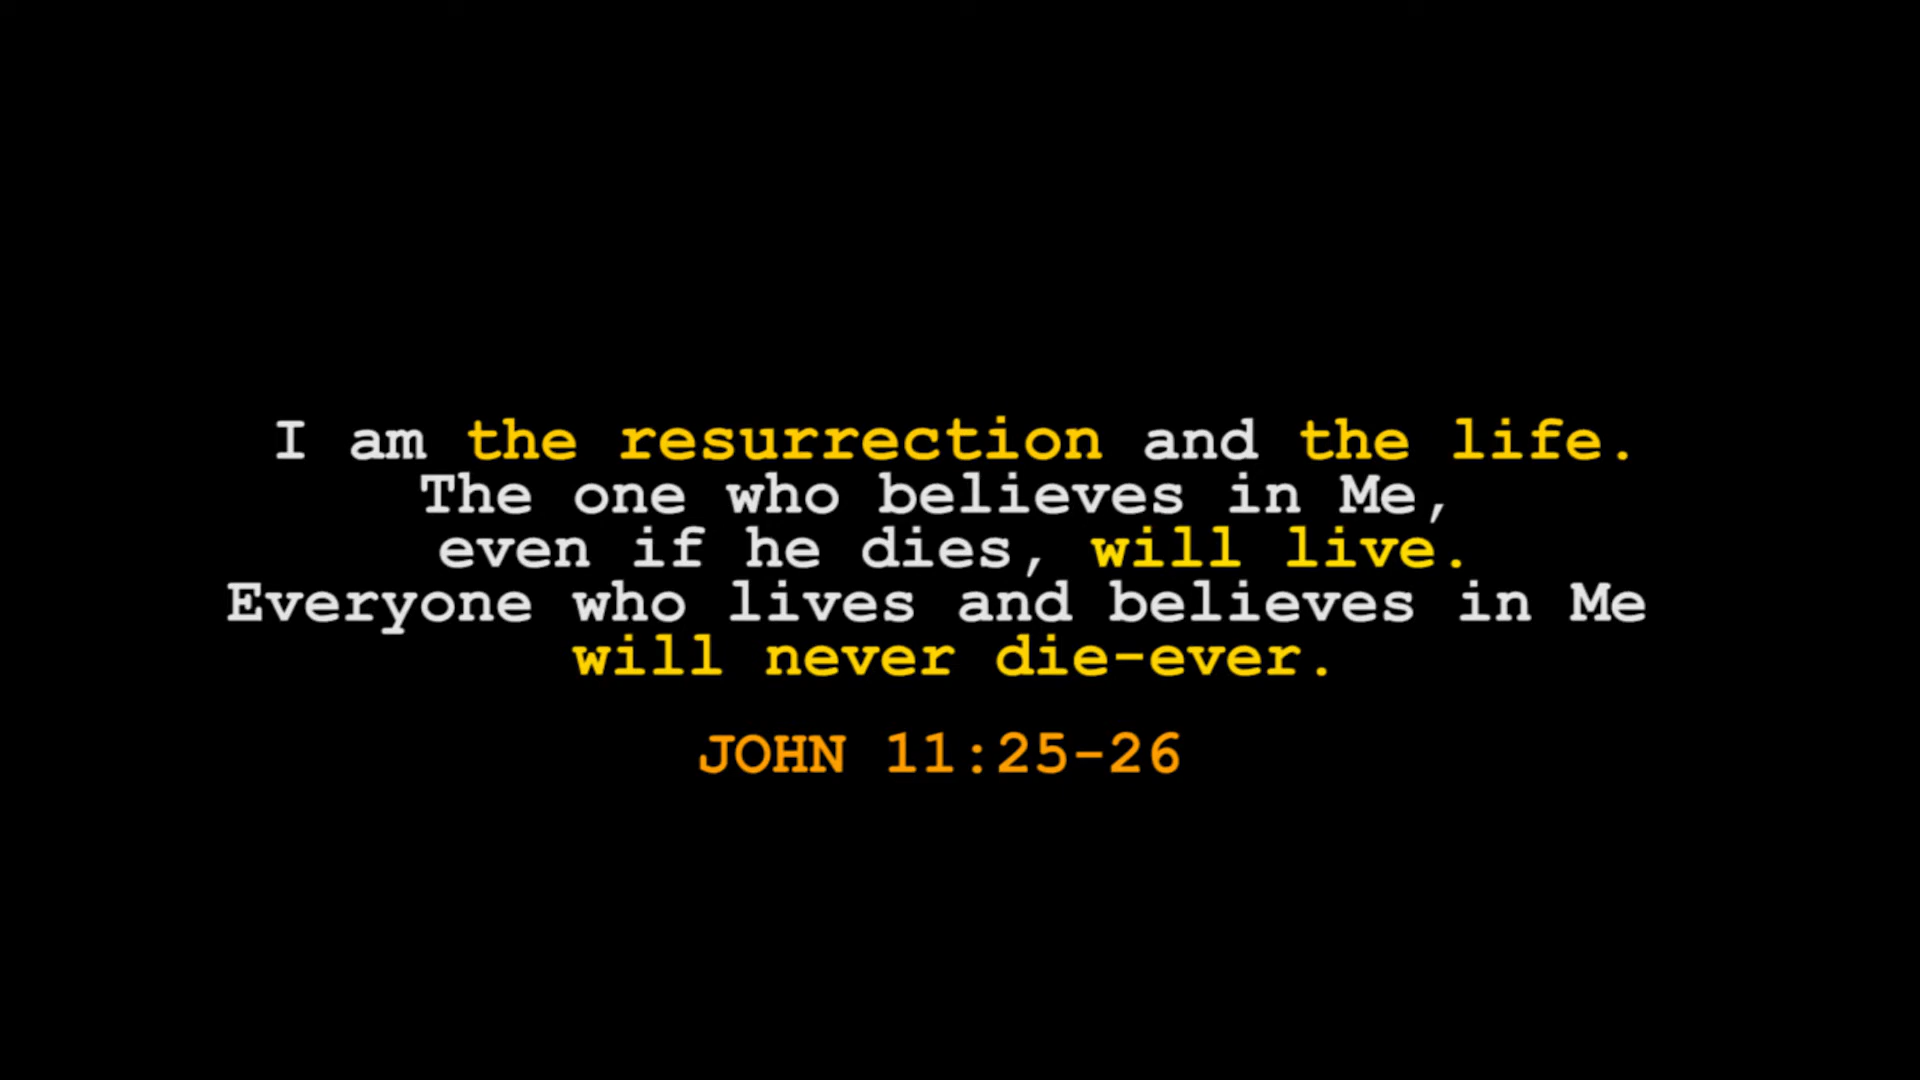 I am the resurrection and the life.
The one who believes in Me,
even if he dies, will live.
Everyone who lives and believes in Me
will never die-ever.
JOHN 11:25-26